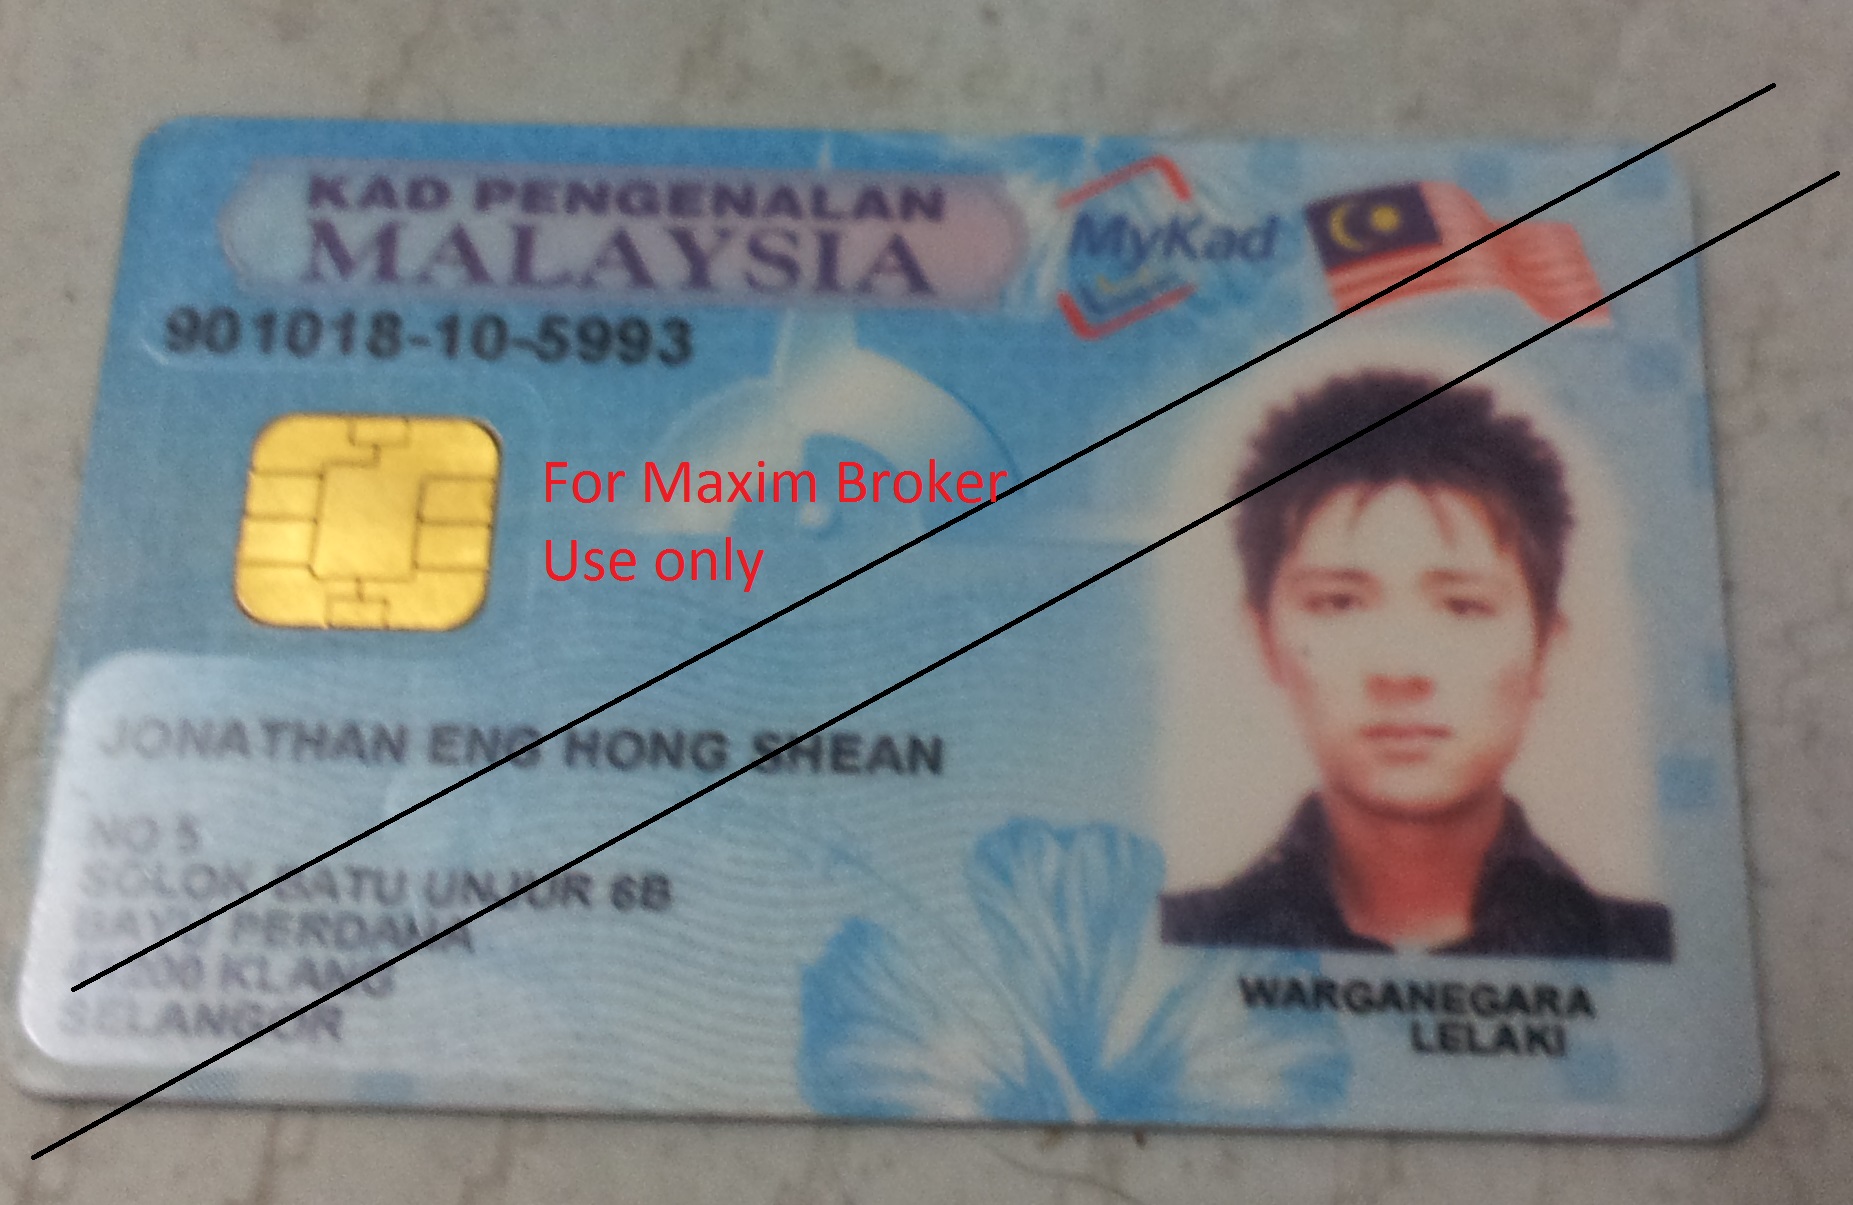 KAD PENGENALAN
MALAYSIA
MyKad
901018-10-5993
For Maxim Broker
Use only
JONATHAN ENG HONG SHEAN
NO 5
SOLOK BATU UNJUR 6B
BAYU PERDANA
KLANG
SELANGOR
WARGANEGARA
LELAKI